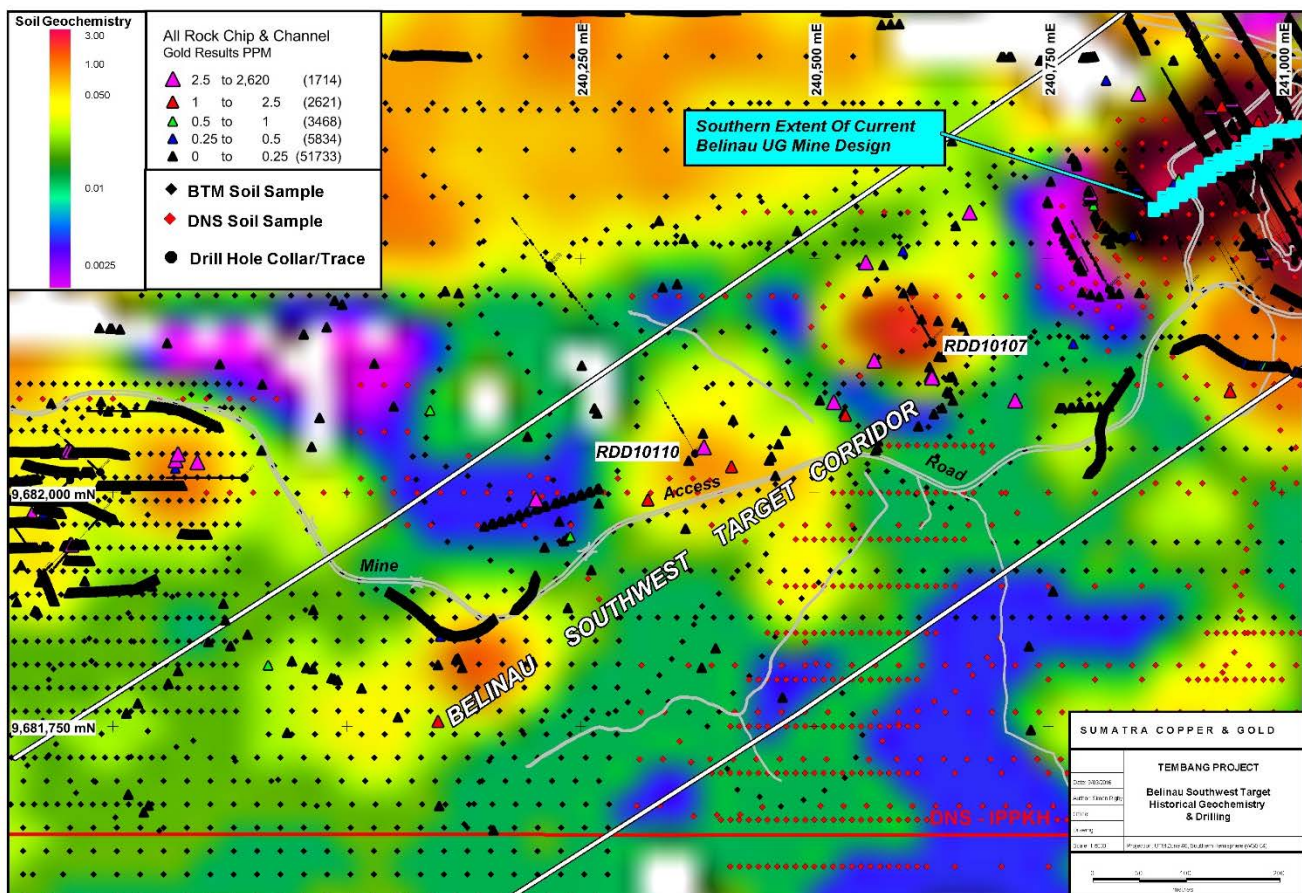 Soil Geochemistry
3.00
1.00
0.050
0.01
0.0025
All Rock Chip & Channel
Gold Results PPM
2.5 to 2,620 (1714)
1 to 2.5 (2621)
0.5 to 1 (3468)
0.25 to 0.5 (5834)
0 to 0.25 (51733)
BTM Soil Sample
DNS Soil Sample
Drill Hole Collar/Trace
240,250 mE
240,500 mE
240,750 mE
241,000 mE
Southern Extent Of Current
Belinau UG Mine Design
RDD10107
RDD10110
9,682,000 mN
Mine
Access
Road
BELINAU SOUTHWEST TARGET CORRIDOR
9,681,750 mN
DNS - IPPKH
SUMATRA COPPER & GOLD
TEMBANG PROJECT
Belinau Southwest Target
Historical Geochemistry
& Drilling
0 50 100 200
metres